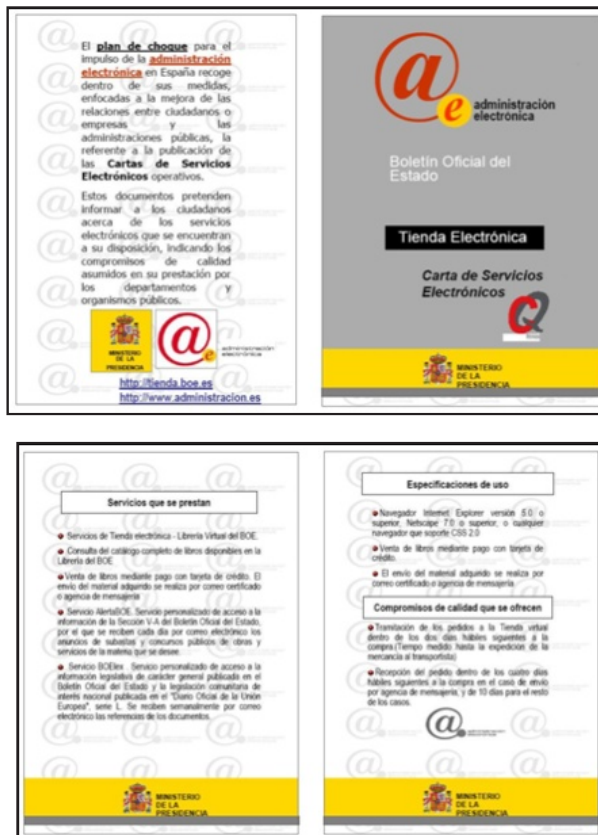 El plan de choque para el
impulso de la administración
electrónica en España recoge
dentro de sus medidas,
enfocadas a la mejora de las
relaciones entre ciudadanos o
empresas y las
administraciones públicas, la
referente a la publicación de
las Cartas de Servicios
Electrónicos operativos.
Estos documentos pretenden
informar a los ciudadanos
acerca de los servicios
electrónicos que se encuentran
a su disposición, indicando los
compromisos de calidad
asumidos en su prestación por
los departamentos y
organismos públicos.
MINISTERIO
DE LA
PRESIDENCIA
@e
administración
electrónica
http://tienda.boe.es
http://www.administracion.es
@e
administración
electrónica
Boletín Oficial del
Estado
Tienda Electrónica
Carta de Servicios
Electrónicos
MINISTERIO
DE LA
PRESIDENCIA
Servicios que se prestan
Servicios de Tienda electrónica - Librería Virtual del BOE.
Consulta del catálogo completo de libros disponibles en la
Librería del BOE
Venta de libros mediante pago con tarjeta de crédito. El
envío del material adquirido se realiza por correo certificado
o agencia de mensajería
Servicio AlertaBOE. Servicio personalizado de acceso a la
información de la Sección V-A del Boletín Oficial del Estado,
por el que se reciben cada día por correo electrónico los
anuncios de subastas y concursos públicos de obras y
servicios de la materia que se desee.
Servicio BOElex. Servicio personalizado de acceso a la
información legislativa de carácter general publicada en el
Boletín Oficial del Estado y la legislación comunitaria de
interés nacional publicada en el "Diario Oficial de la Unión
Europea", serie L. Se reciben semanalmente por correo
electrónico las referencias de los documentos.
MINISTERIO
DE LA
PRESIDENCIA
Especificaciones de uso
Navegador Internet Explorer versión 5.0 o
superior, Netscape 7.0 o superior, o cualquier
navegador que soporte CSS 2.0
Venta de libros mediante pago con tarjeta de
crédito.
El envío del material adquirido se realiza por
correo certificado o agencia de mensajería
Compromisos de calidad que se ofrecen
Tramitación de los pedidos a la Tienda virtual
dentro de los dos días hábiles siguientes a la
compra.(Tiempo medido hasta la expedición de la
mercancía al transportista)
Recepción del pedido dentro de los cuatro días
hábiles siguientes a la compra en el caso de envío
por agencia de mensajería, y de 10 días para el resto
de los casos.
MINISTERIO
DE LA
PRESIDENCIA